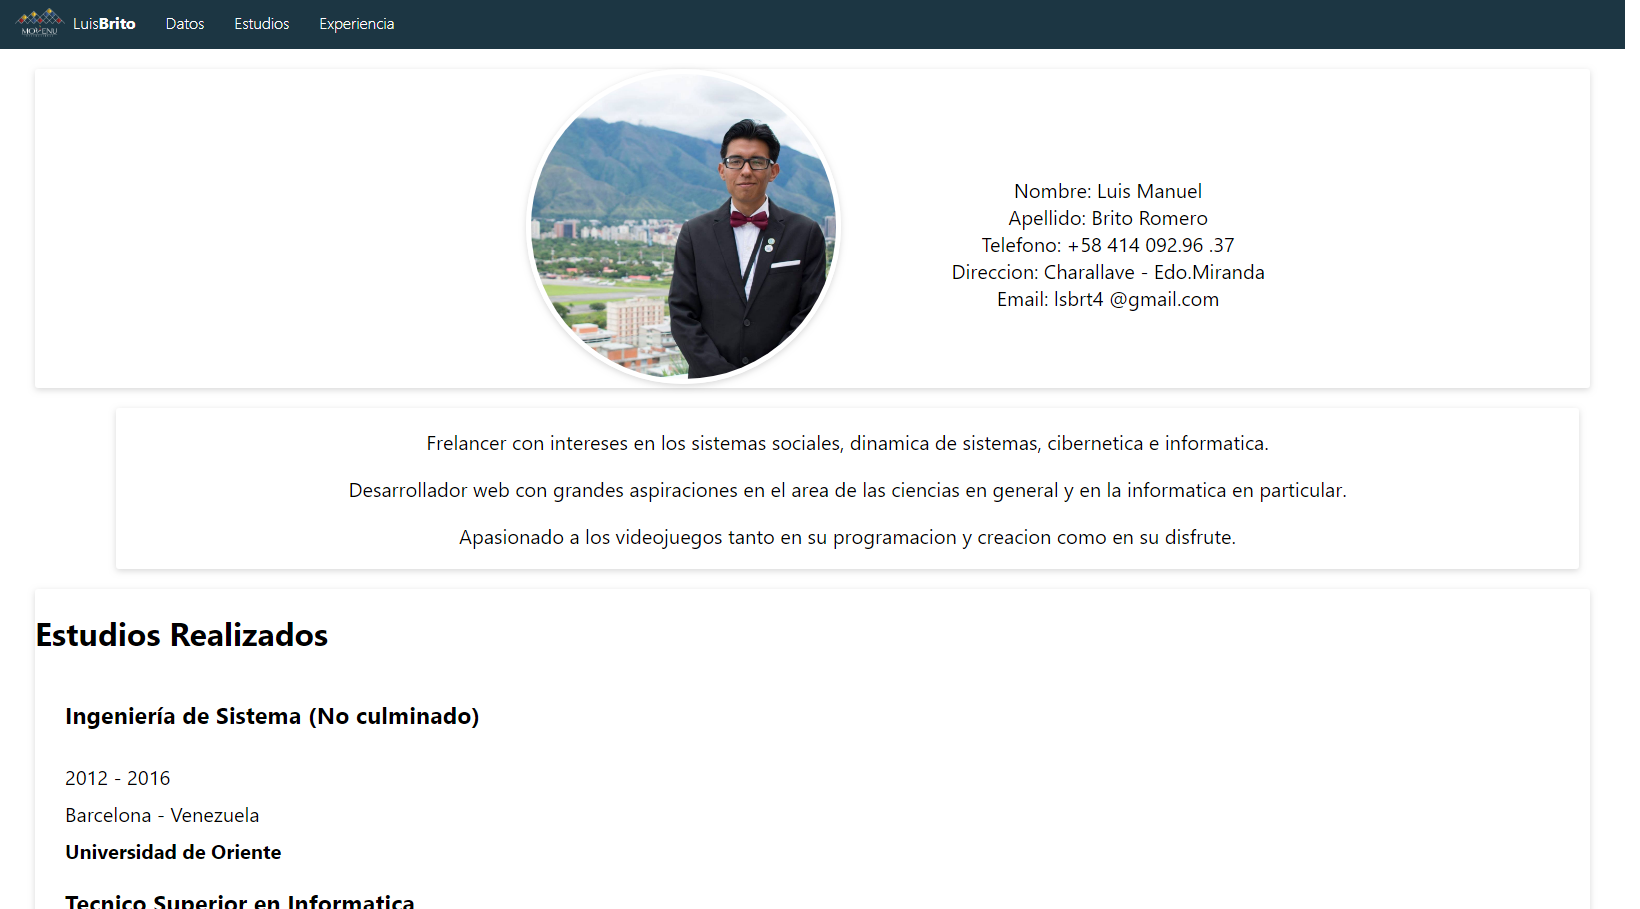 MOVENU
LuisBrito Datos Estudios Experiencia
Nombre: Luis Manuel
Apellido: Brito Romero
Telefono: +58 414 092.96 .37
Direccion: Charallave - Edo.Miranda
Email: lsbrt4 @gmail.com
Frelancer con intereses en los sistemas sociales, dinamica de sistemas, cibernetica e informatica.
Desarrollador web con grandes aspiraciones en el area de las ciencias en general y en la informatica en particular.
Apasionado a los videojuegos tanto en su programacion y creacion como en su disfrute.
Estudios Realizados
Ingeniería de Sistema (No culminado)
2012 - 2016
Barcelona - Venezuela
Universidad de Oriente
Tecnico Superior en Informatica